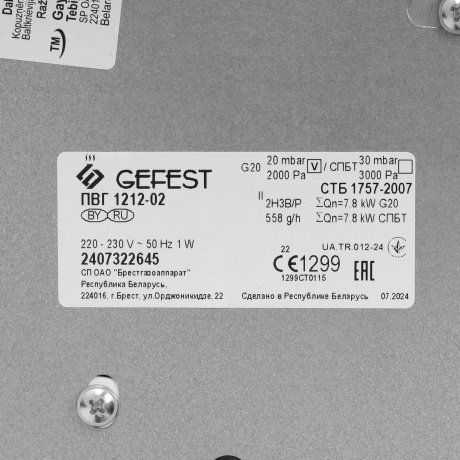 GEFEST
ПВГ 1212-02
BY RU
220 - 230 V ~ 50 Hz 1 W
2407322645
СП ОАО "Брестгазоаппарат"
Республика Беларусь,
224016, г.Брест, ул.Орджоникидзе, 22
G20 20 mbar 2000 Pa V / СПБТ 30 mbar 3000 Pa
СТБ 1757-2007
II 2H3B/P ΣQn=7.8 kW G20
558 g/h ΣQn=7.8 kW СПБТ
22 UA.TR.012-24
CE 1299 EAC
1299CT0115
Сделано в Республике Беларусь 07.2024
TM